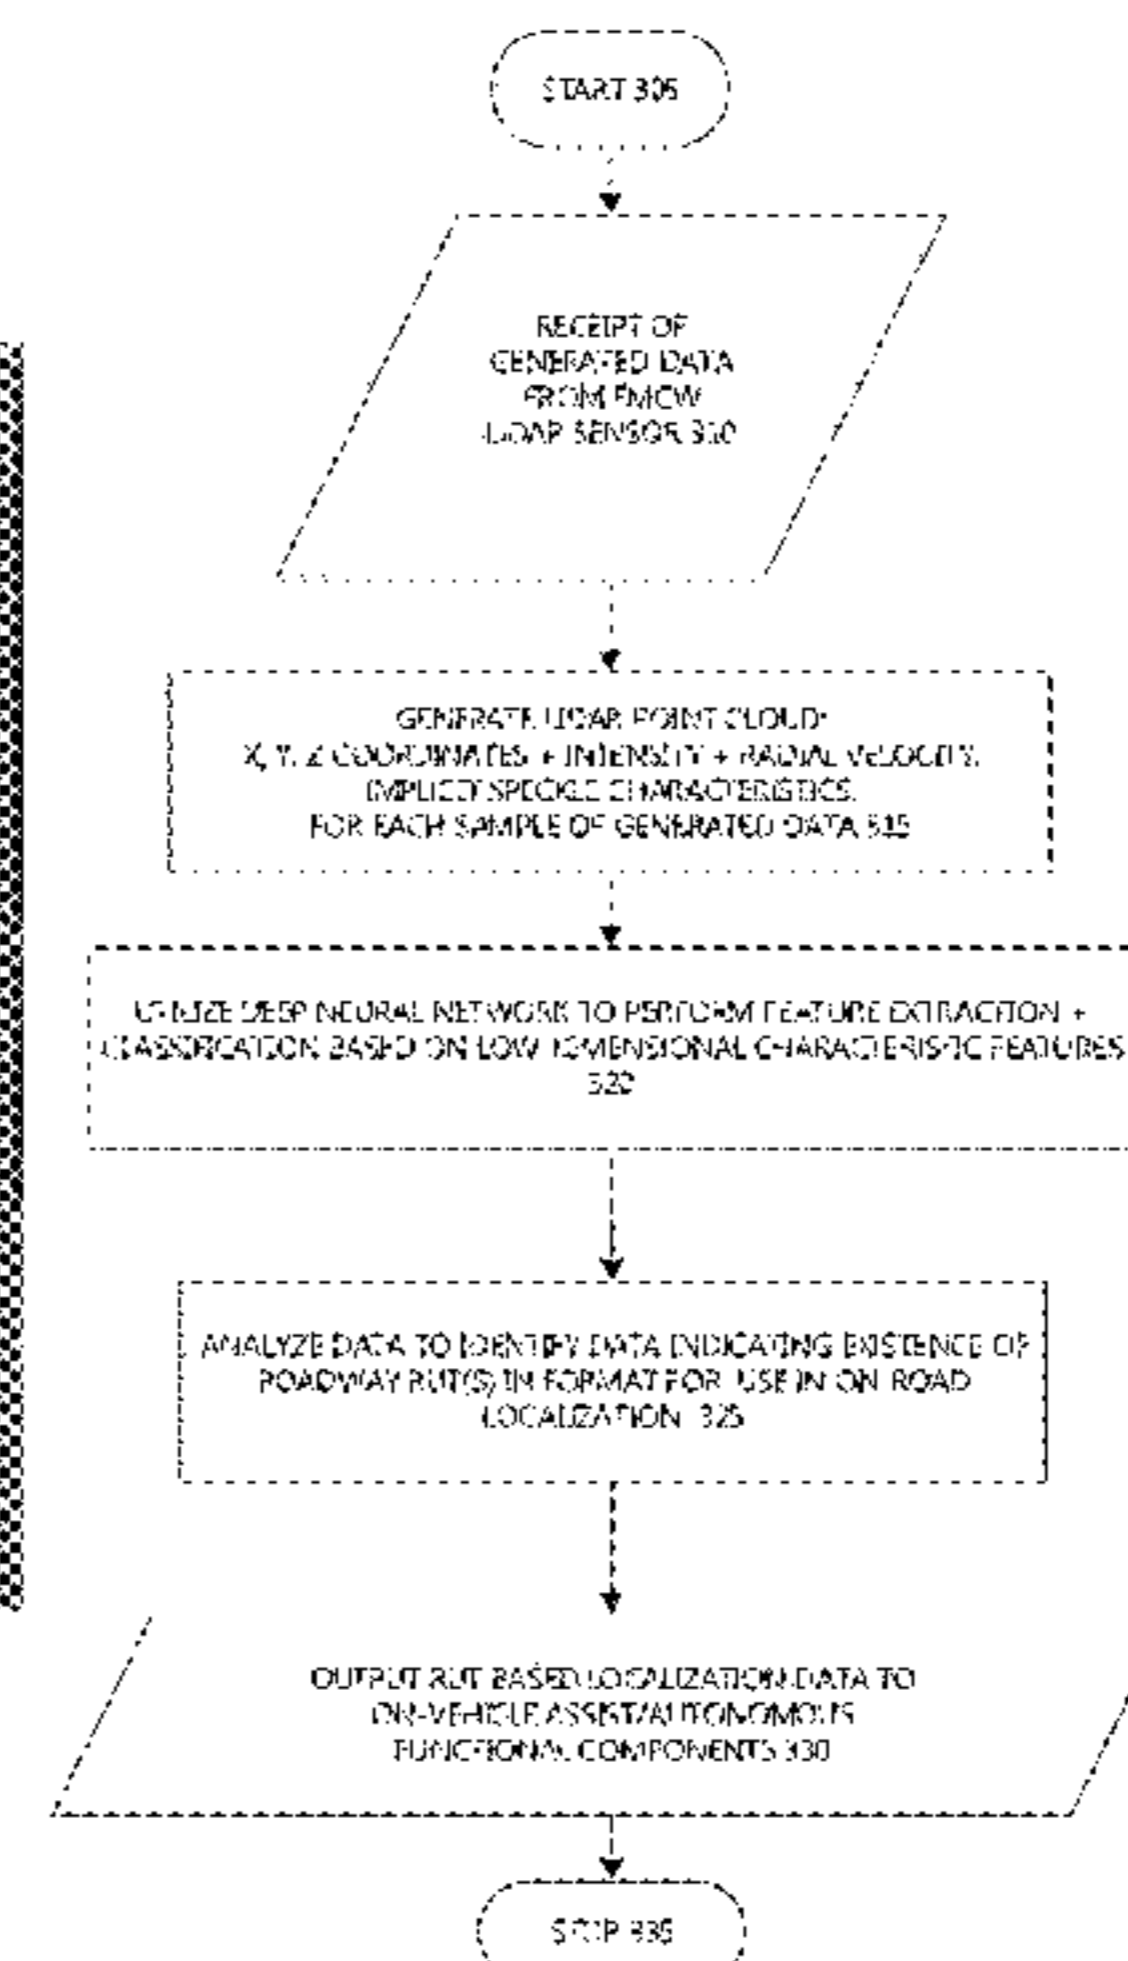 START 305
RECEIPT OF
GENERATED DATA
FROM FMCW
LIDAR SENSOR 310
GENERATE LIDAR POINT CLOUD:
X, Y, Z COORDINATES + INTENSITY + RADIAL VELOCITY,
IMPLICIT SPECKLE CHARACTERISTICS,
FOR EACH SAMPLE OF GENERATED DATA 315
UTILIZE DEEP NEURAL NETWORK TO PERFORM FEATURE EXTRACTION +
CLASSIFICATION BASED ON LOW DIMENSIONAL CHARACTERISTIC FEATURES
320
ANALYZE DATA TO IDENTIFY DATA INDICATING EXISTENCE OF
ROADWAY RUT(S) IN FORMAT FOR USE IN ON-ROAD
LOCALIZATION 325
OUTPUT RUT BASED LOCALIZATION DATA TO
ON-VEHICLE ASSIST/AUTONOMOUS
FUNCTIONAL COMPONENTS 330
STOP 335